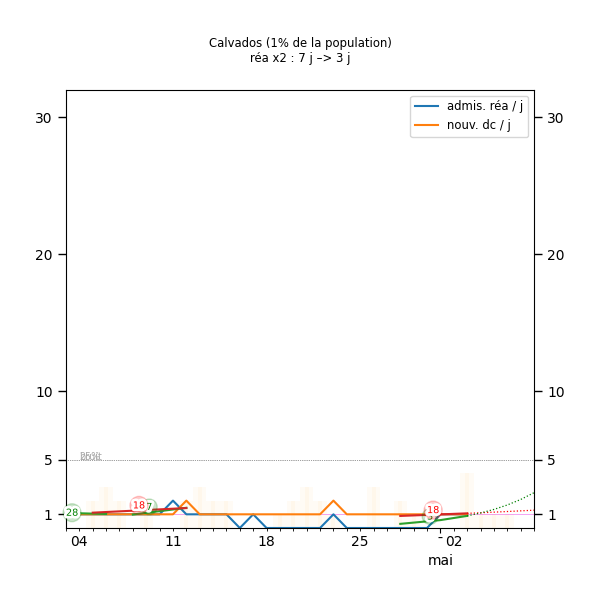 Calvados (1% de la population)
réa x2 : 7 j –> 3 j
admis. réa / j
nouv. dc / j
30 30
20 20
10 10
5 5
1 1
28 18 7 18
04 11 18 25 02
mai